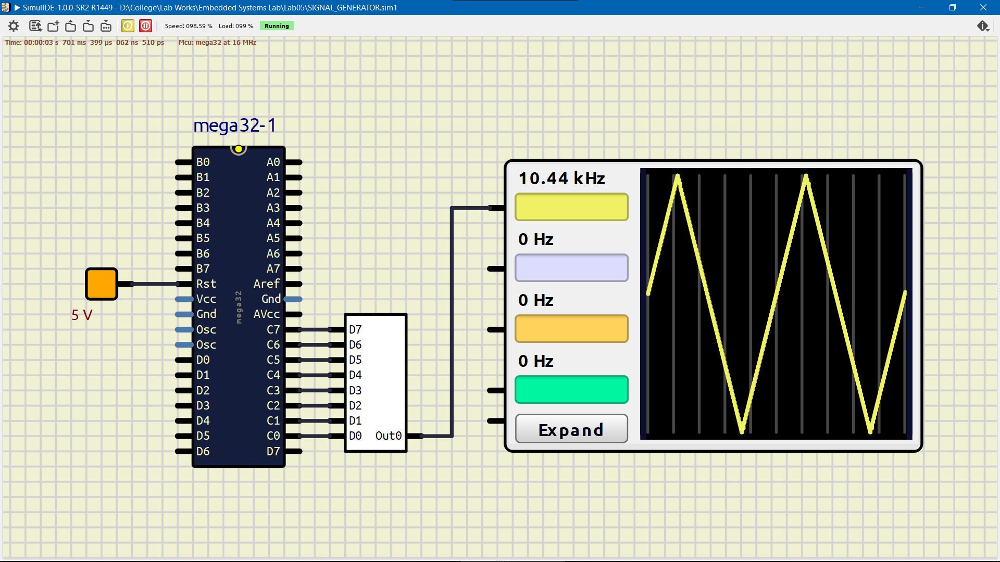 SimulIDE-1.0.0-SR2 R1449 - D:\College\Lab Works\Embedded Systems Lab\Lab05\SIGNAL_GENERATOR.sim1
Speed: 098.59 % Load: 099 % Running
Time: 00:00:03 s 701 ms 399 µs 062 ns 510 ps Mcu: mega32 at 16 MHz
mega32-1
B0 A0
B1 A1
B2 A2
B3 A3
B4 A4
B5 A5
B6 A6
B7 A7
Rst Aref
Vcc Gnd
Gnd AVcc
Osc C7
Osc C6
D0 C5
D1 C4
D2 C3
D3 C2
D4 C1
D5 C0
D6 D7
mega32
5 V
D7
D6
D5
D4
D3
D2
D1
D0 Out0
10.44 kHz
0 Hz
0 Hz
0 Hz
Expand